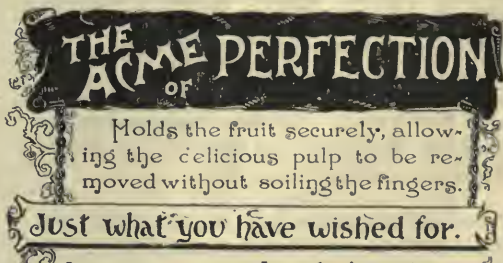 THE
ACME
OF
PERFECTION
Holds the fruit securely, allow-
ing the celicious pulp to be re-
moved without soiling the fingers.
Just what you have wished for.